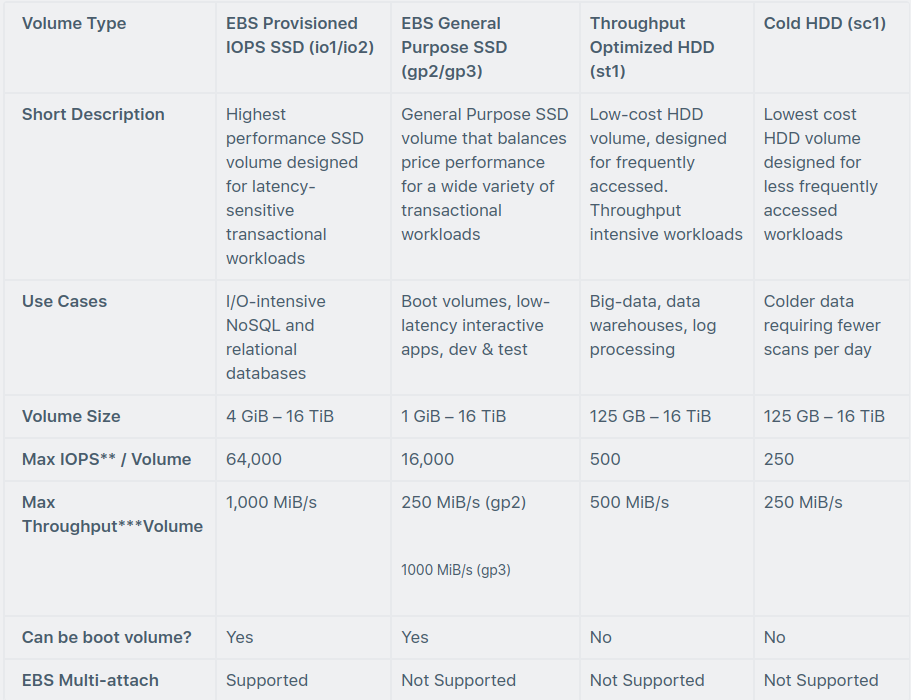 Volume Type
EBS Provisioned
IOPS SSD (io1/io2)
EBS General
Purpose SSD
(gp2/gp3)
Throughput
Optimized HDD
(st1)
Cold HDD (sc1)
Short Description
Highest
performance SSD
volume designed
for latency-
sensitive
transactional
workloads
General Purpose SSD
volume that balances
price performance
for a wide variety of
transactional
workloads
Low-cost HDD
volume, designed
for frequently
accessed.
Throughput
intensive workloads
Lowest cost
HDD volume
designed for
less frequently
accessed
workloads
Use Cases
I/O-intensive
NoSQL and
relational
databases
Boot volumes, low-
latency interactive
apps, dev & test
Big-data, data
warehouses, log
processing
Colder data
requiring fewer
scans per day
Volume Size
4 GiB – 16 TiB
1 GiB – 16 TiB
125 GB – 16 TiB
125 GB – 16 TiB
Max IOPS** / Volume
64,000
16,000
500
250
Max
Throughput***Volume
1,000 MiB/s
250 MiB/s (gp2)
1000 MiB/s (gp3)
500 MiB/s
250 MiB/s
Can be boot volume?
Yes
Yes
No
No
EBS Multi-attach
Supported
Not Supported
Not Supported
Not Supported